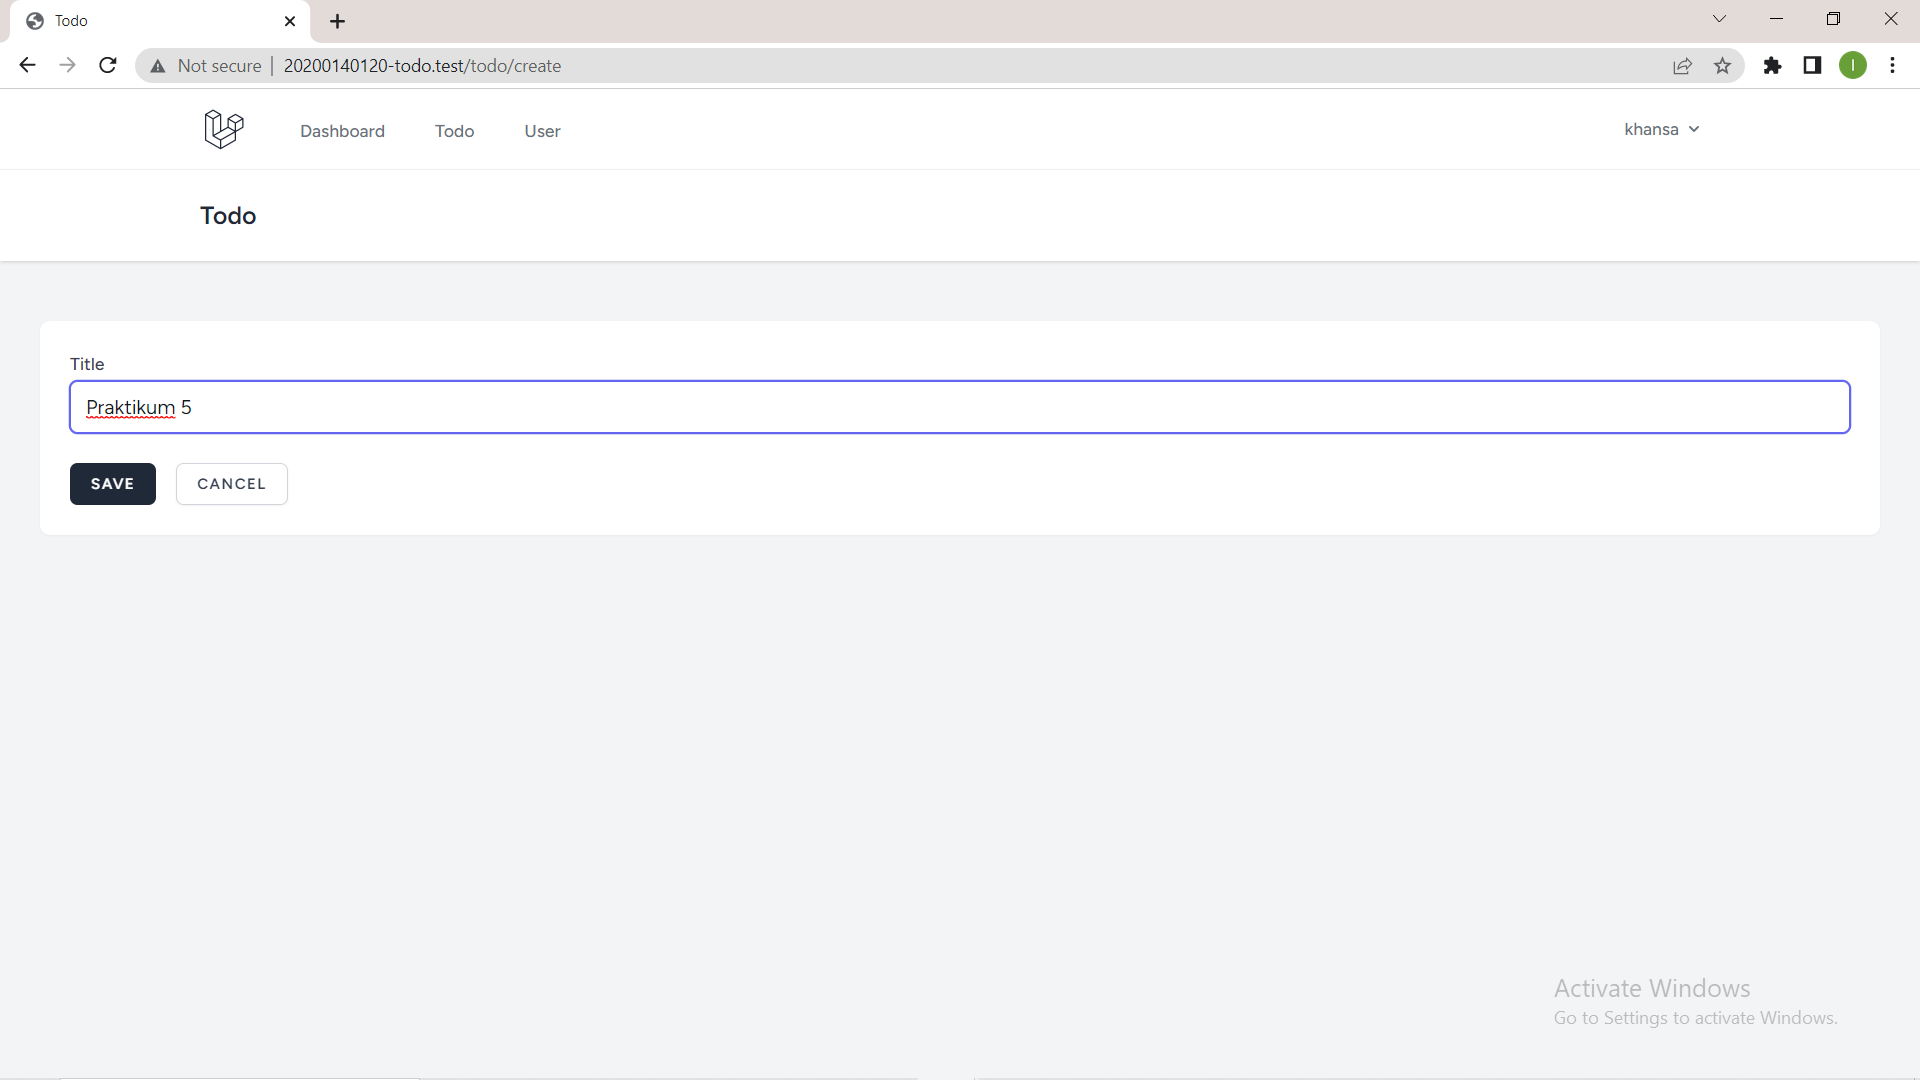 Todo
Not secure | 20200140120-todo.test/todo/create
I
Dashboard Todo User khansa
Todo
Title
Praktikum 5
SAVE CANCEL
Activate Windows
Go to Settings to activate Windows.